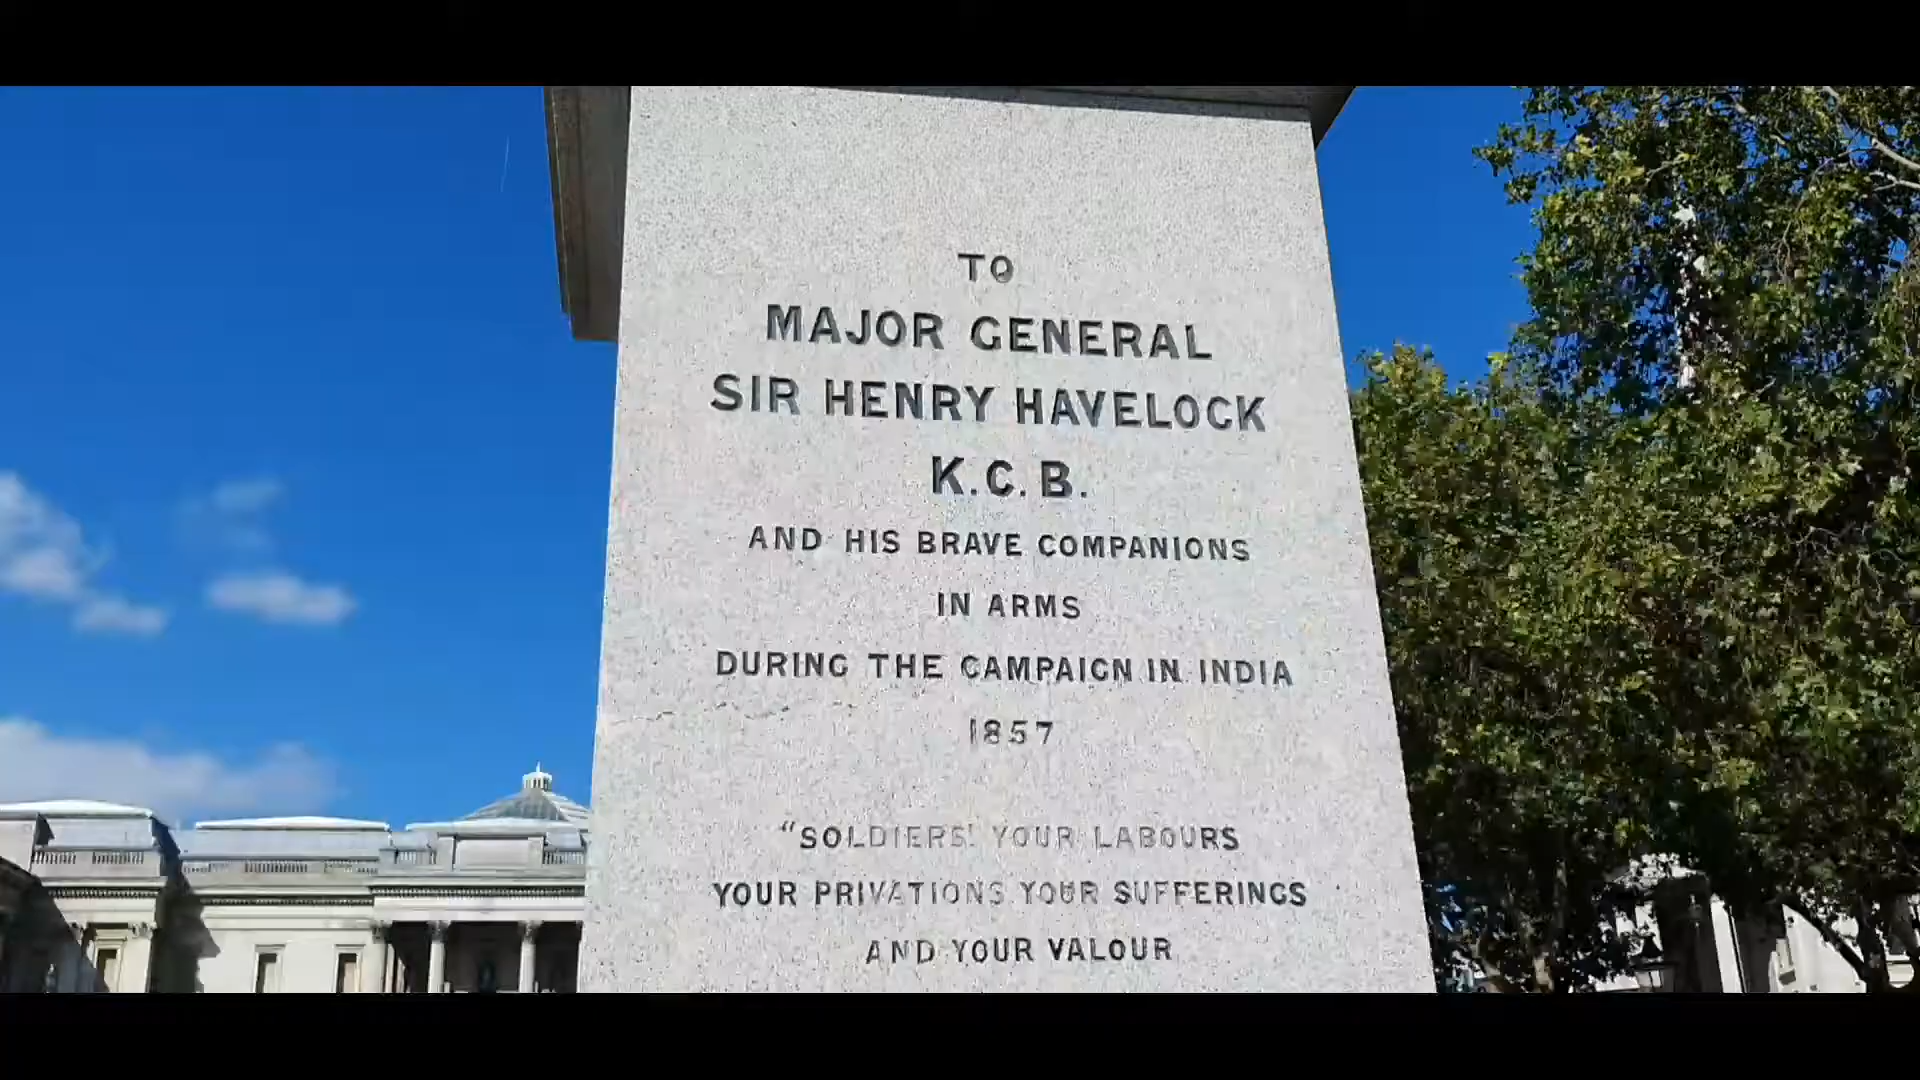 TO
MAJOR GENERAL
SIR HENRY HAVELOCK
K.C.B.
AND HIS BRAVE COMPANIONS
IN ARMS
DURING THE CAMPAIGN IN INDIA
1857
"SOLDIERS! YOUR LABOURS
YOUR PRIVATIONS YOUR SUFFERINGS
AND YOUR VALOUR